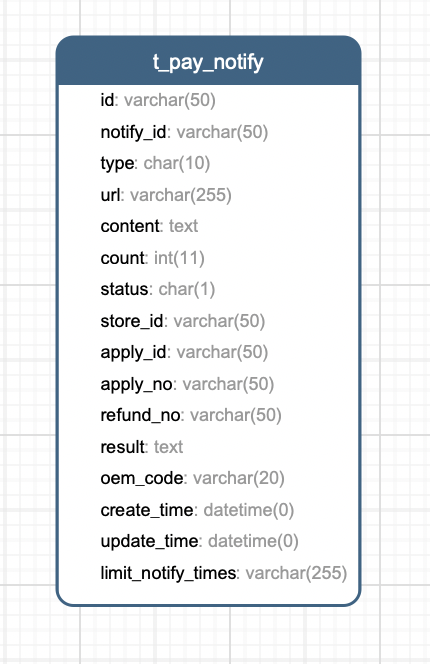 t_pay_notify
id: varchar(50)
notify_id: varchar(50)
type: char(10)
url: varchar(255)
content: text
count: int(11)
status: char(1)
store_id: varchar(50)
apply_id: varchar(50)
apply_no: varchar(50)
refund_no: varchar(50)
result: text
oem_code: varchar(20)
create_time: datetime(0)
update_time: datetime(0)
limit_notify_times: varchar(255)